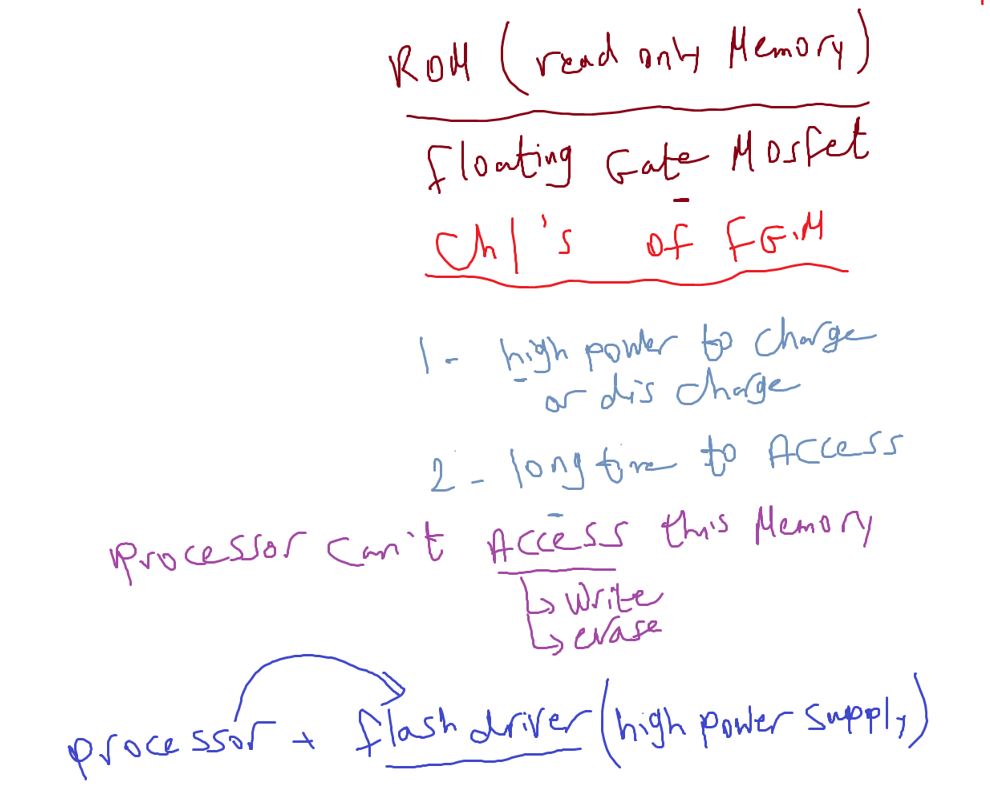 ROM (read only Memory)
floating Gate Mosfet
Ch/'s of FG.M
1- high power to charge
or dis charge
2- long time to Access
processor can't Access this Memory
↳ write
↳ erase
processor + flash driver (high power supply)